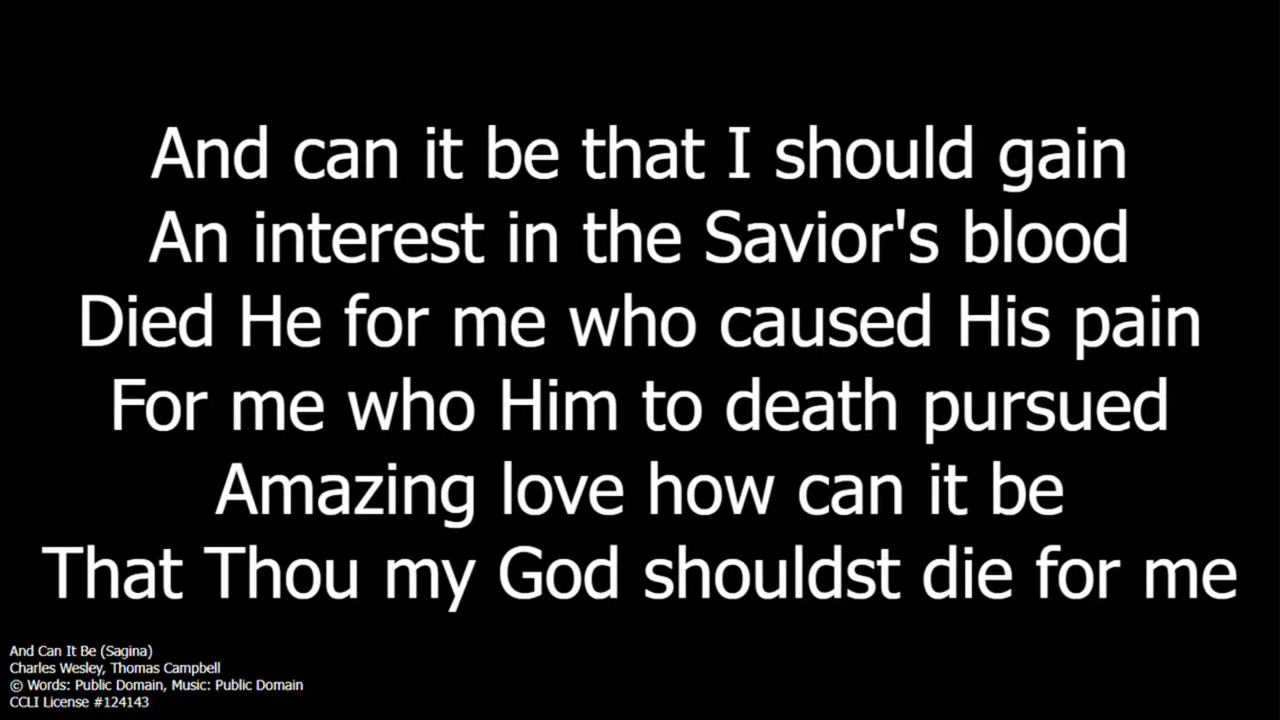 And can it be that I should gain
An interest in the Savior's blood
Died He for me who caused His pain
For me who Him to death pursued
Amazing love how can it be
That Thou my God shouldst die for me
And Can It Be (Sagina)
Charles Wesley, Thomas Campbell
© Words: Public Domain, Music: Public Domain
CCLI License #124143